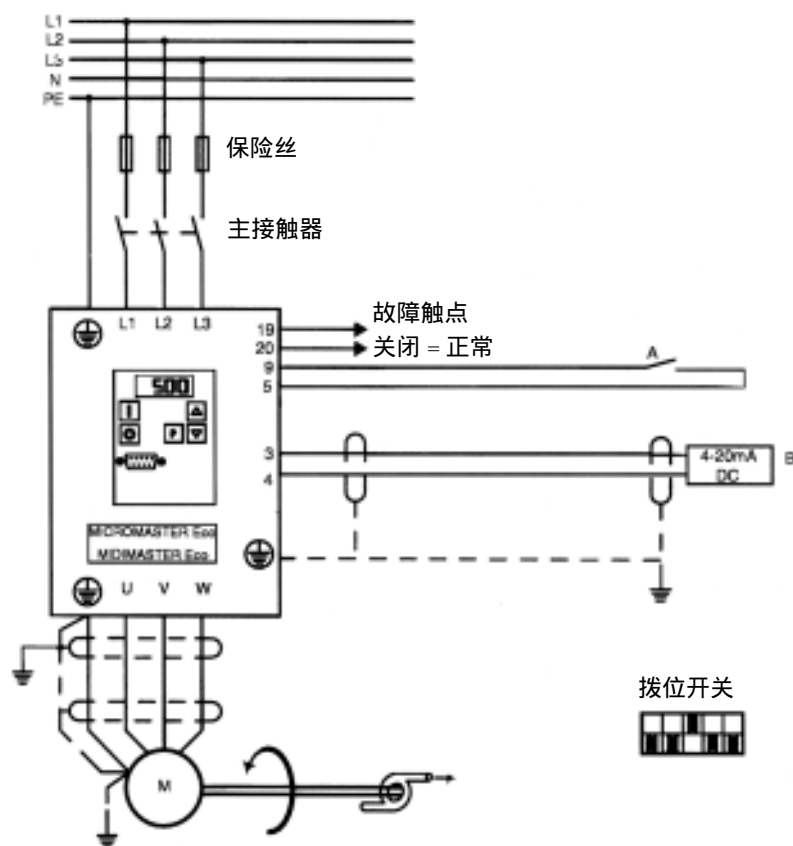 L1
L2
L3
N
PE
保险丝
主接触器
L1 L2 L3
19 故障触点
20 关闭 = 正常
9 A
5
500
P
3
4
4-20mA
DC
B
MICROMASTER Eco
MIDIMASTER Eco
U V W
拨位开关
M